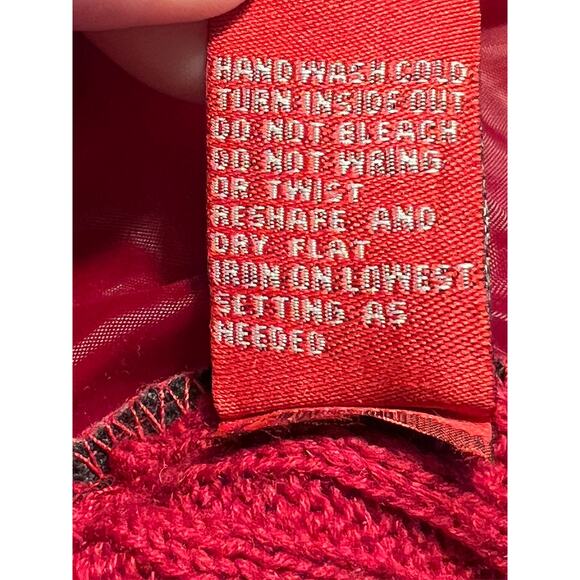 HAND WASH COLD
TURN INSIDE OUT
DO NOT BLEACH
DO NOT WRING
OR TWIST
RESHAPE AND
DRY FLAT
IRON ON LOWEST
SETTING AS
NEEDED